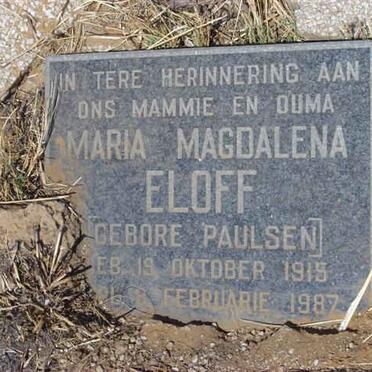 IN TERE HERINNERING AAN
ONS MAMMIE EN OUMA
MARIA MAGDALENA
ELOFF
[GEBORE PAULSEN]
EB. 19 OKTOBER 1915
FEBRUARIE 1987